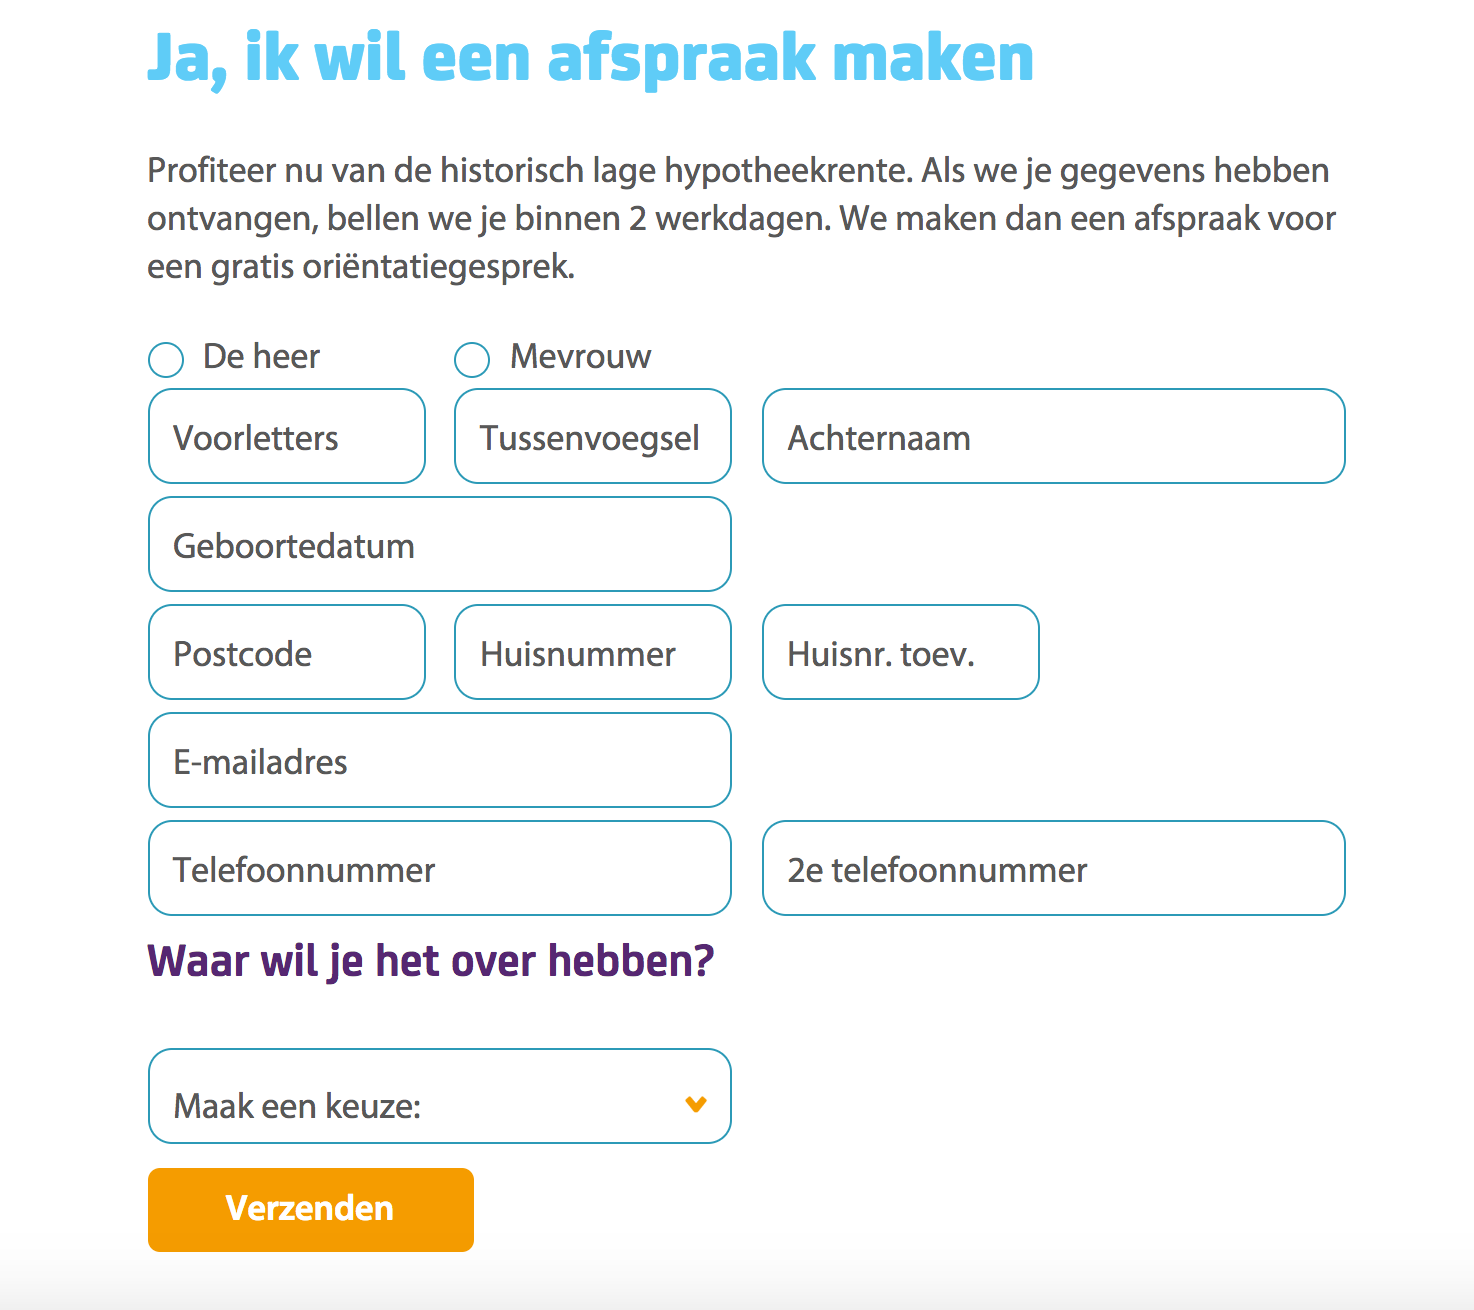 Ja, ik wil een afspraak maken
Profiteer nu van de historisch lage hypotheekrente. Als we je gegevens hebben
ontvangen, bellen we je binnen 2 werkdagen. We maken dan een afspraak voor
een gratis oriëntatiegesprek.
De heer Mevrouw
Voorletters Tussenvoegsel Achternaam
Geboortedatum
Postcode Huisnummer Huisnr. toev.
E-mailadres
Telefoonnummer 2e telefoonnummer
Waar wil je het over hebben?
Maak een keuze:
Verzenden